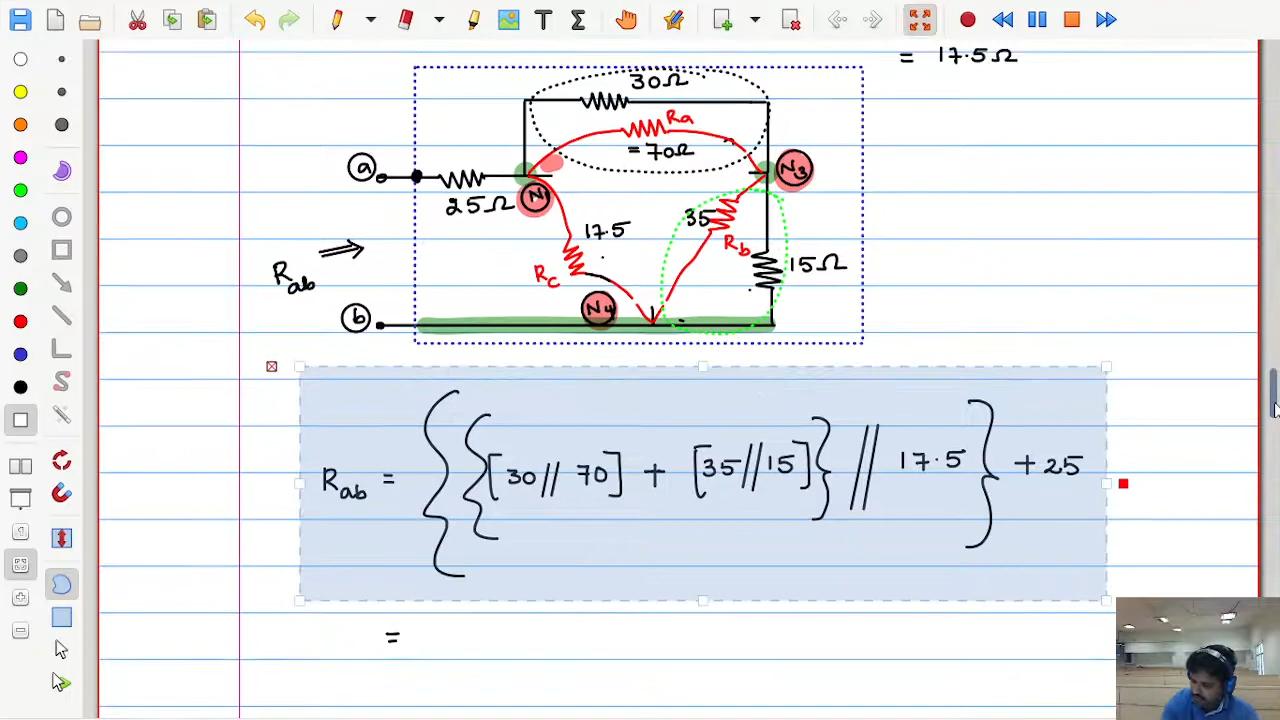 = 17.5Ω
30Ω
Ra
= 70Ω
a
N3
25Ω
N1
17.5
35
Rb
15Ω
Rab ⇒
Rc
N4
b
Rab = { { [30 // 70] + [35//15] } // 17.5 } + 25
=